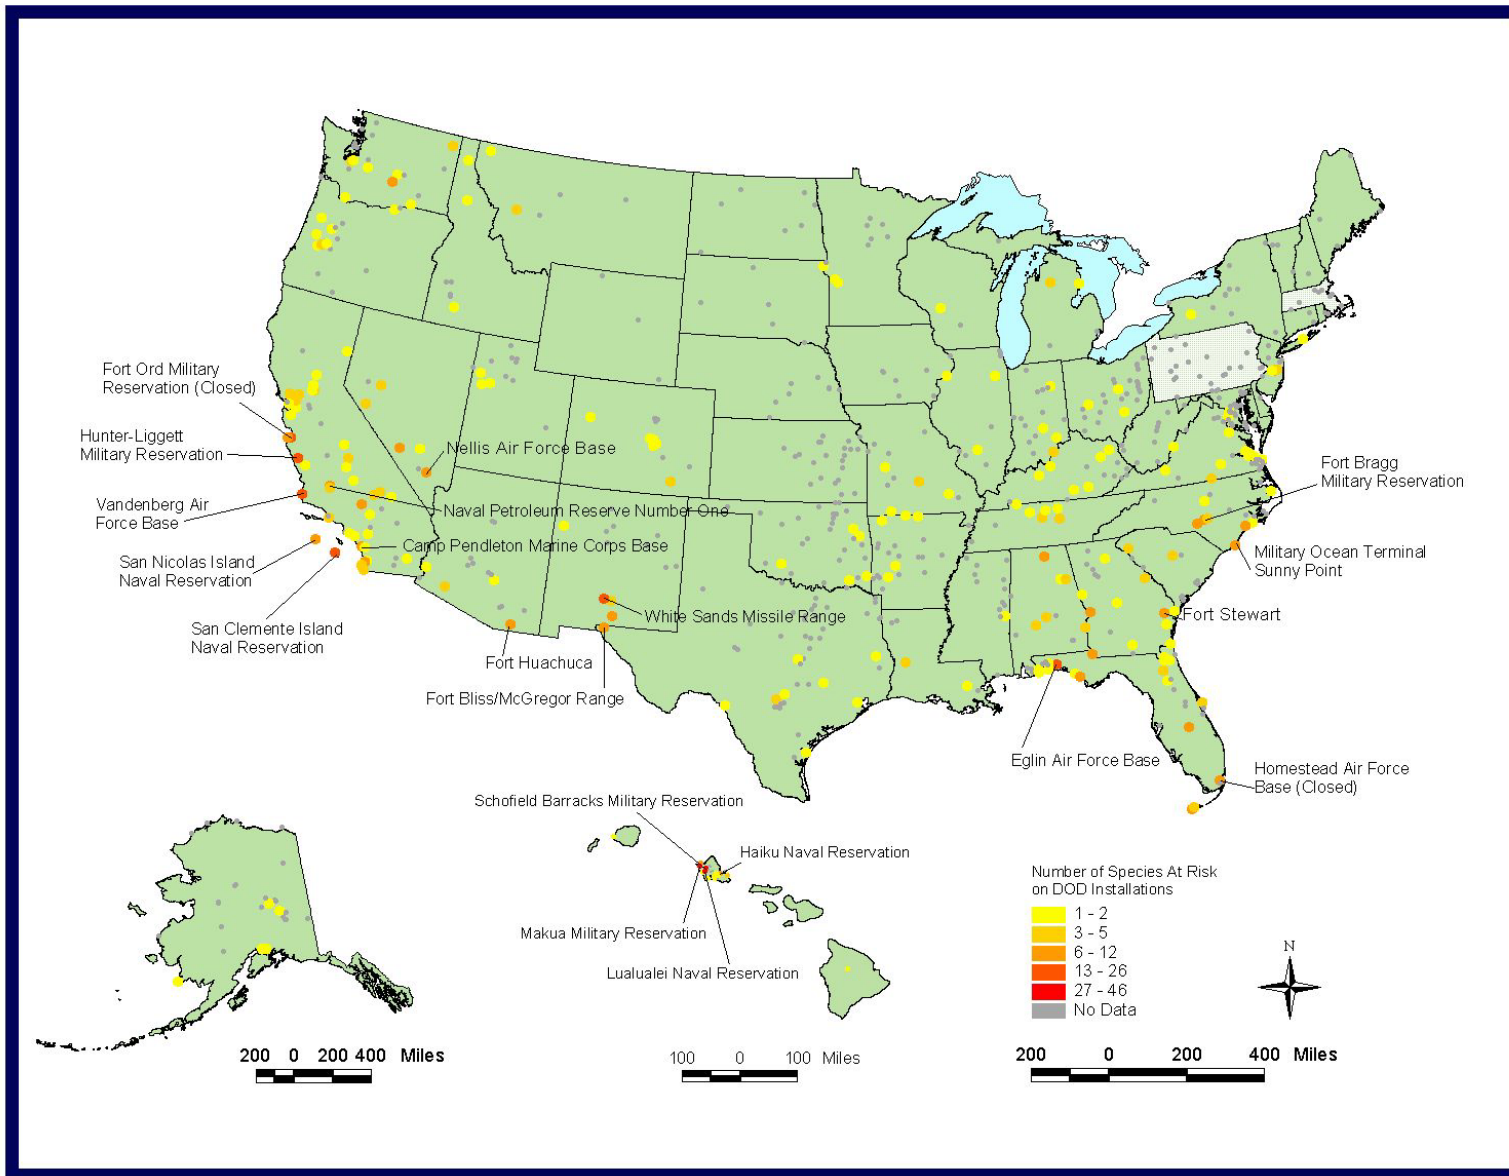 Fort Ord Military
Reservation (Closed)
Hunter-Liggett
Military Reservation
Nellis Air Force Base
Fort Bragg
Military Reservation
Vandenberg Air
Force Base
Naval Petroleum Reserve Number One
Camp Pendleton Marine Corps Base
San Nicolas Island
Naval Reservation
Military Ocean Terminal
Sunny Point
San Clemente Island
Naval Reservation
White Sands Missile Range
Fort Stewart
Fort Huachuca
Fort Bliss/McGregor Range
Eglin Air Force Base
Homestead Air Force
Base (Closed)
Schofield Barracks Military Reservation
Haiku Naval Reservation
Makua Military Reservation
Lualualei Naval Reservation
Number of Species At Risk
on DOD Installations
1 - 2
3 - 5
6 - 12
13 - 26
27 - 46
No Data
N
200 0 200 400 Miles
100 0 100 Miles
200 0 200 400 Miles